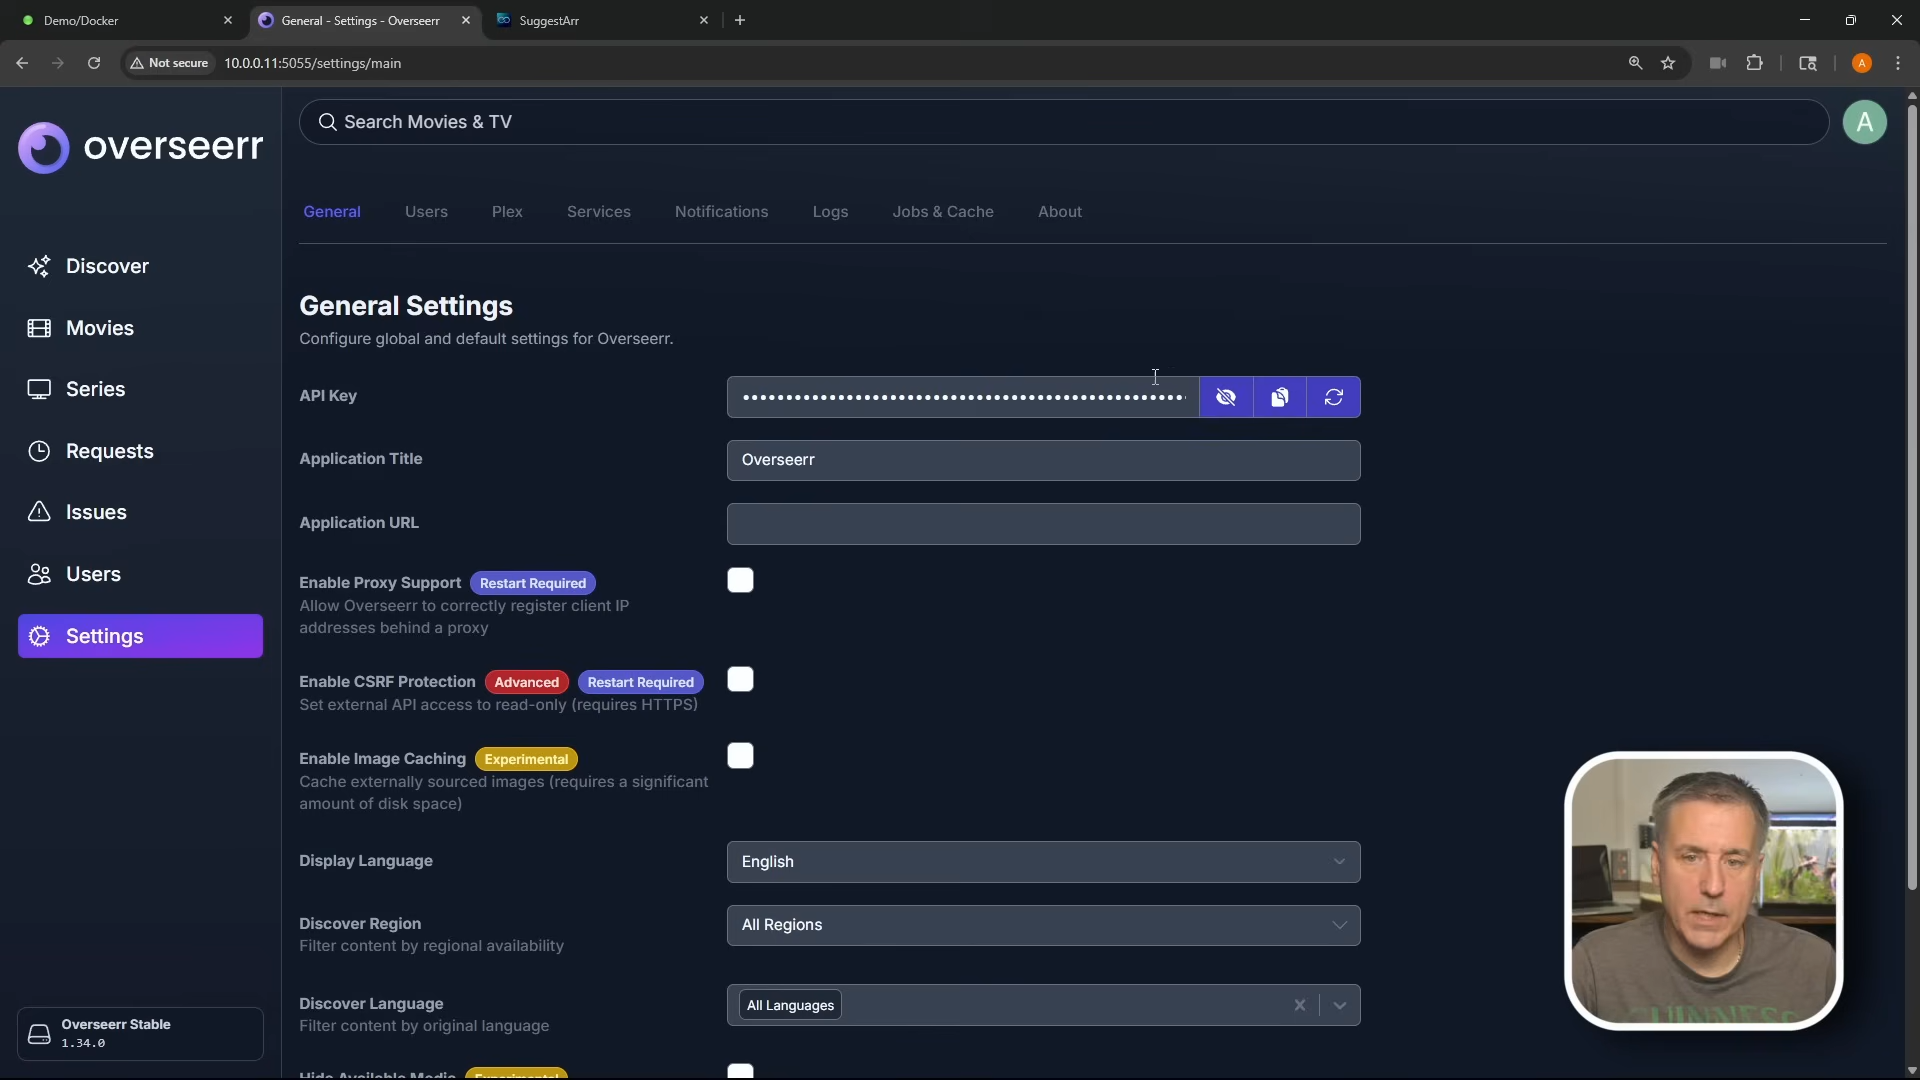 Demo/Docker
General - Settings - Overseerr
SuggestArr
Not secure
10.0.0.11:5055/settings/main
A
overseerr
Search Movies & TV
A
General
Users
Plex
Services
Notifications
Logs
Jobs & Cache
About
Discover
Movies
Series
Requests
Issues
Users
Settings
General Settings
Configure global and default settings for Overseerr.
API Key
Application Title
Overseerr
Application URL
Enable Proxy Support Restart Required
Allow Overseerr to correctly register client IP
addresses behind a proxy
Enable CSRF Protection Advanced Restart Required
Set external API access to read-only (requires HTTPS)
Enable Image Caching Experimental
Cache externally sourced images (requires a significant
amount of disk space)
Display Language
English
Discover Region
Filter content by regional availability
All Regions
Discover Language
Filter content by original language
All Languages
Hide Available Media Experimental
Overseerr Stable
1.34.0